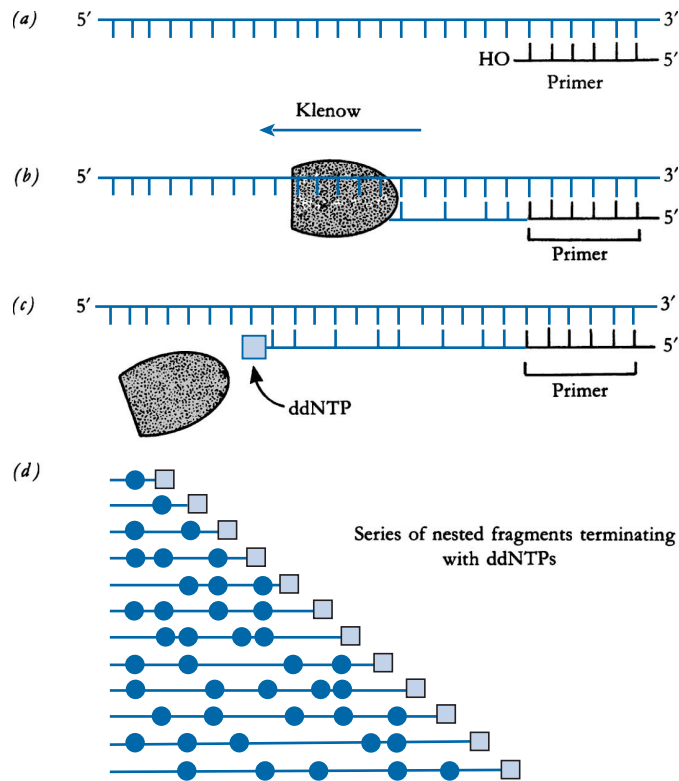 (a) 5′ 3′
HO 5′
Primer
Klenow
(b) 5′ 3′
5′
Primer
(c) 5′ 3′
5′
Primer
ddNTP
(d)
Series of nested fragments terminating
with ddNTPs